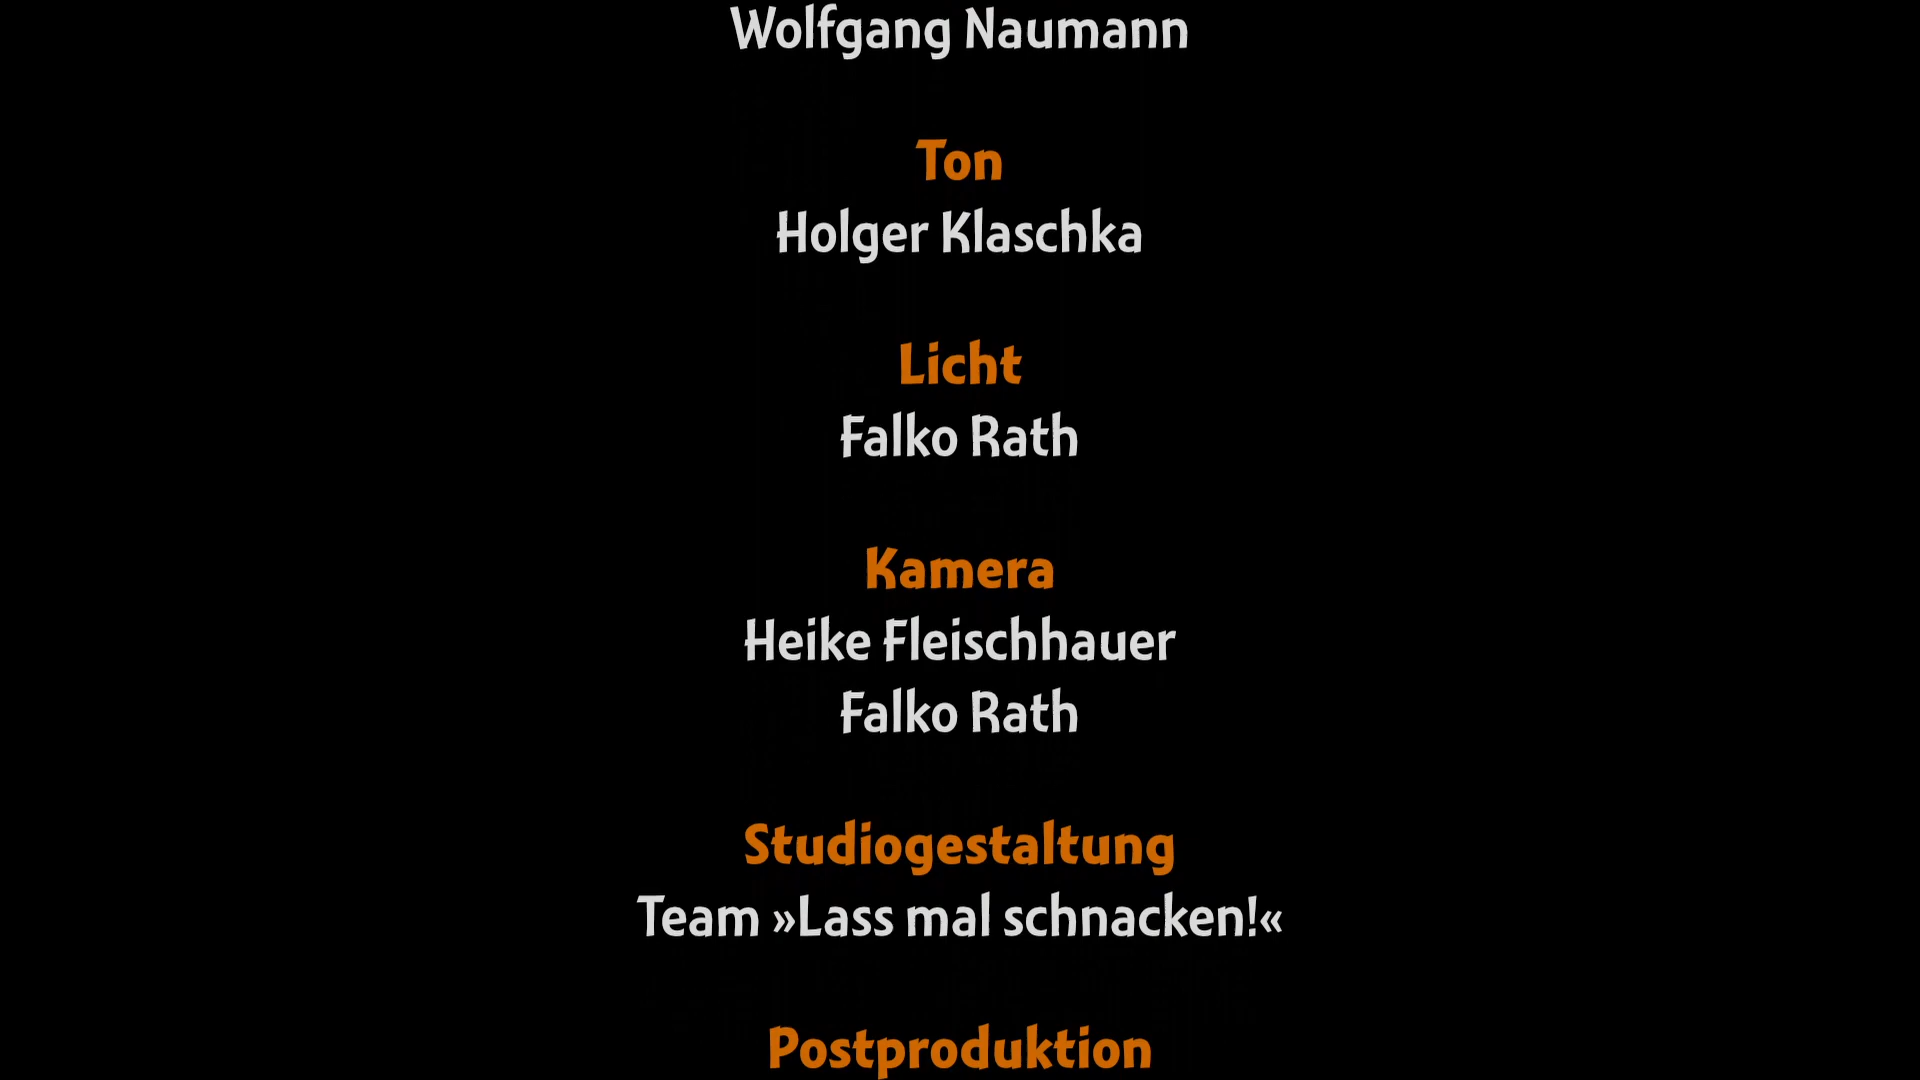 Wolfgang Naumann
Ton
Holger Klaschka
Licht
Falko Rath
Kamera
Heike Fleischhauer
Falko Rath
Studiogestaltung
Team »Lass mal schnacken!«
Postproduktion